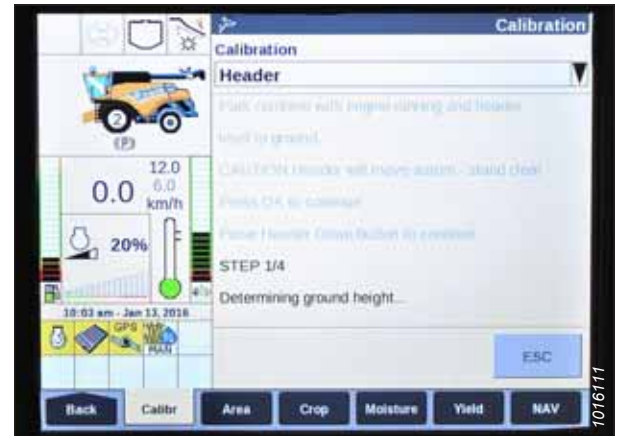 Calibration
Calibration
Header
Park combine with engine running and header
level to ground.
CAUTION Header will move autom - stand clear
Press OK to continue
Press Header Down button to continue
STEP 1/4
Determining ground height...
ESC
2
(P)
12.0
0.0
6.0
km/h
20%
10:03 am - Jan 13, 2016
GPS
MAN
Back
Calibr
Area
Crop
Moisture
Yield
NAV
1016111